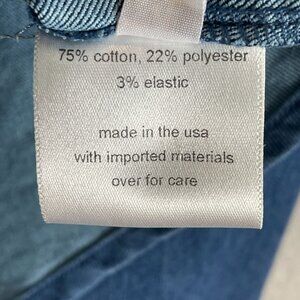 75% cotton, 22% polyester
3% elastic
made in the usa
with imported materials
over for care